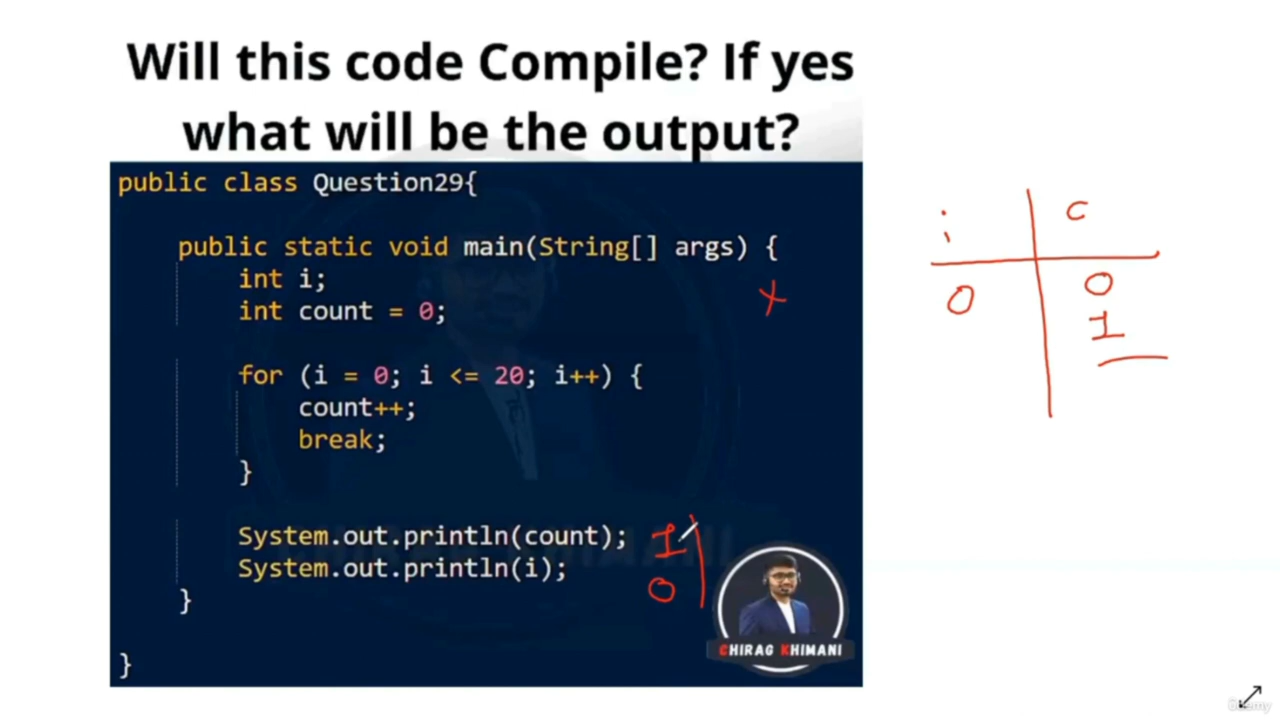 Will this code Compile? If yes
what will be the output?
public class Question29{
public static void main(String[] args) {
int i;
int count = 0;
for (i = 0; i <= 20; i++) {
count++;
break;
}
System.out.println(count);
System.out.println(i);
}
}
x
1
0
CHIRAG KHIMANI
i c
0 0
1
Udemy